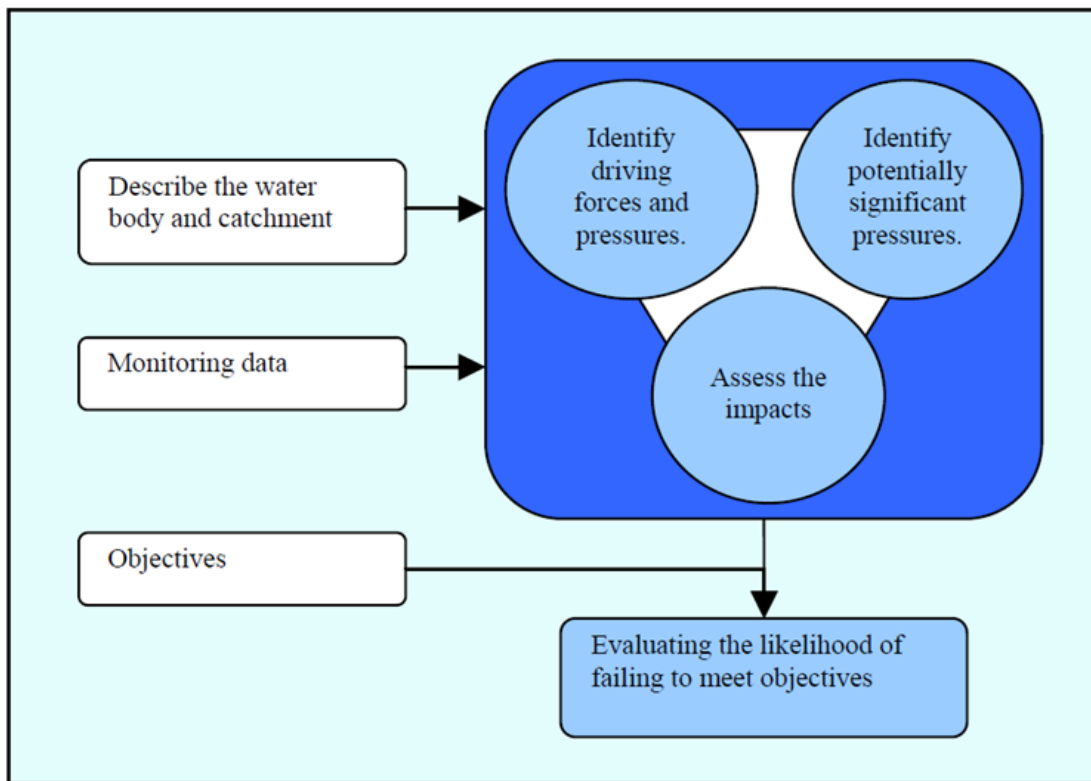 Identify
driving
forces and
pressures.
Identify
potentially
significant
pressures.
Describe the water
body and catchment
Monitoring data
Assess the
impacts
Objectives
Evaluating the likelihood of
failing to meet objectives